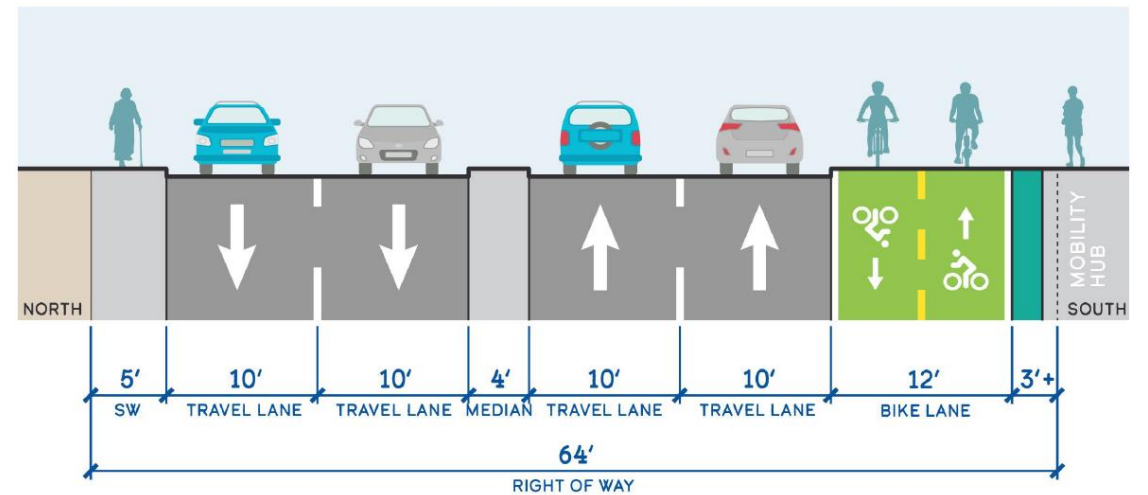 MOBILITY
HUB
NORTH
SOUTH
5' 10' 10' 4' 10' 10' 12' 3'+
SW TRAVEL LANE TRAVEL LANE MEDIAN TRAVEL LANE TRAVEL LANE BIKE LANE
64'
RIGHT OF WAY